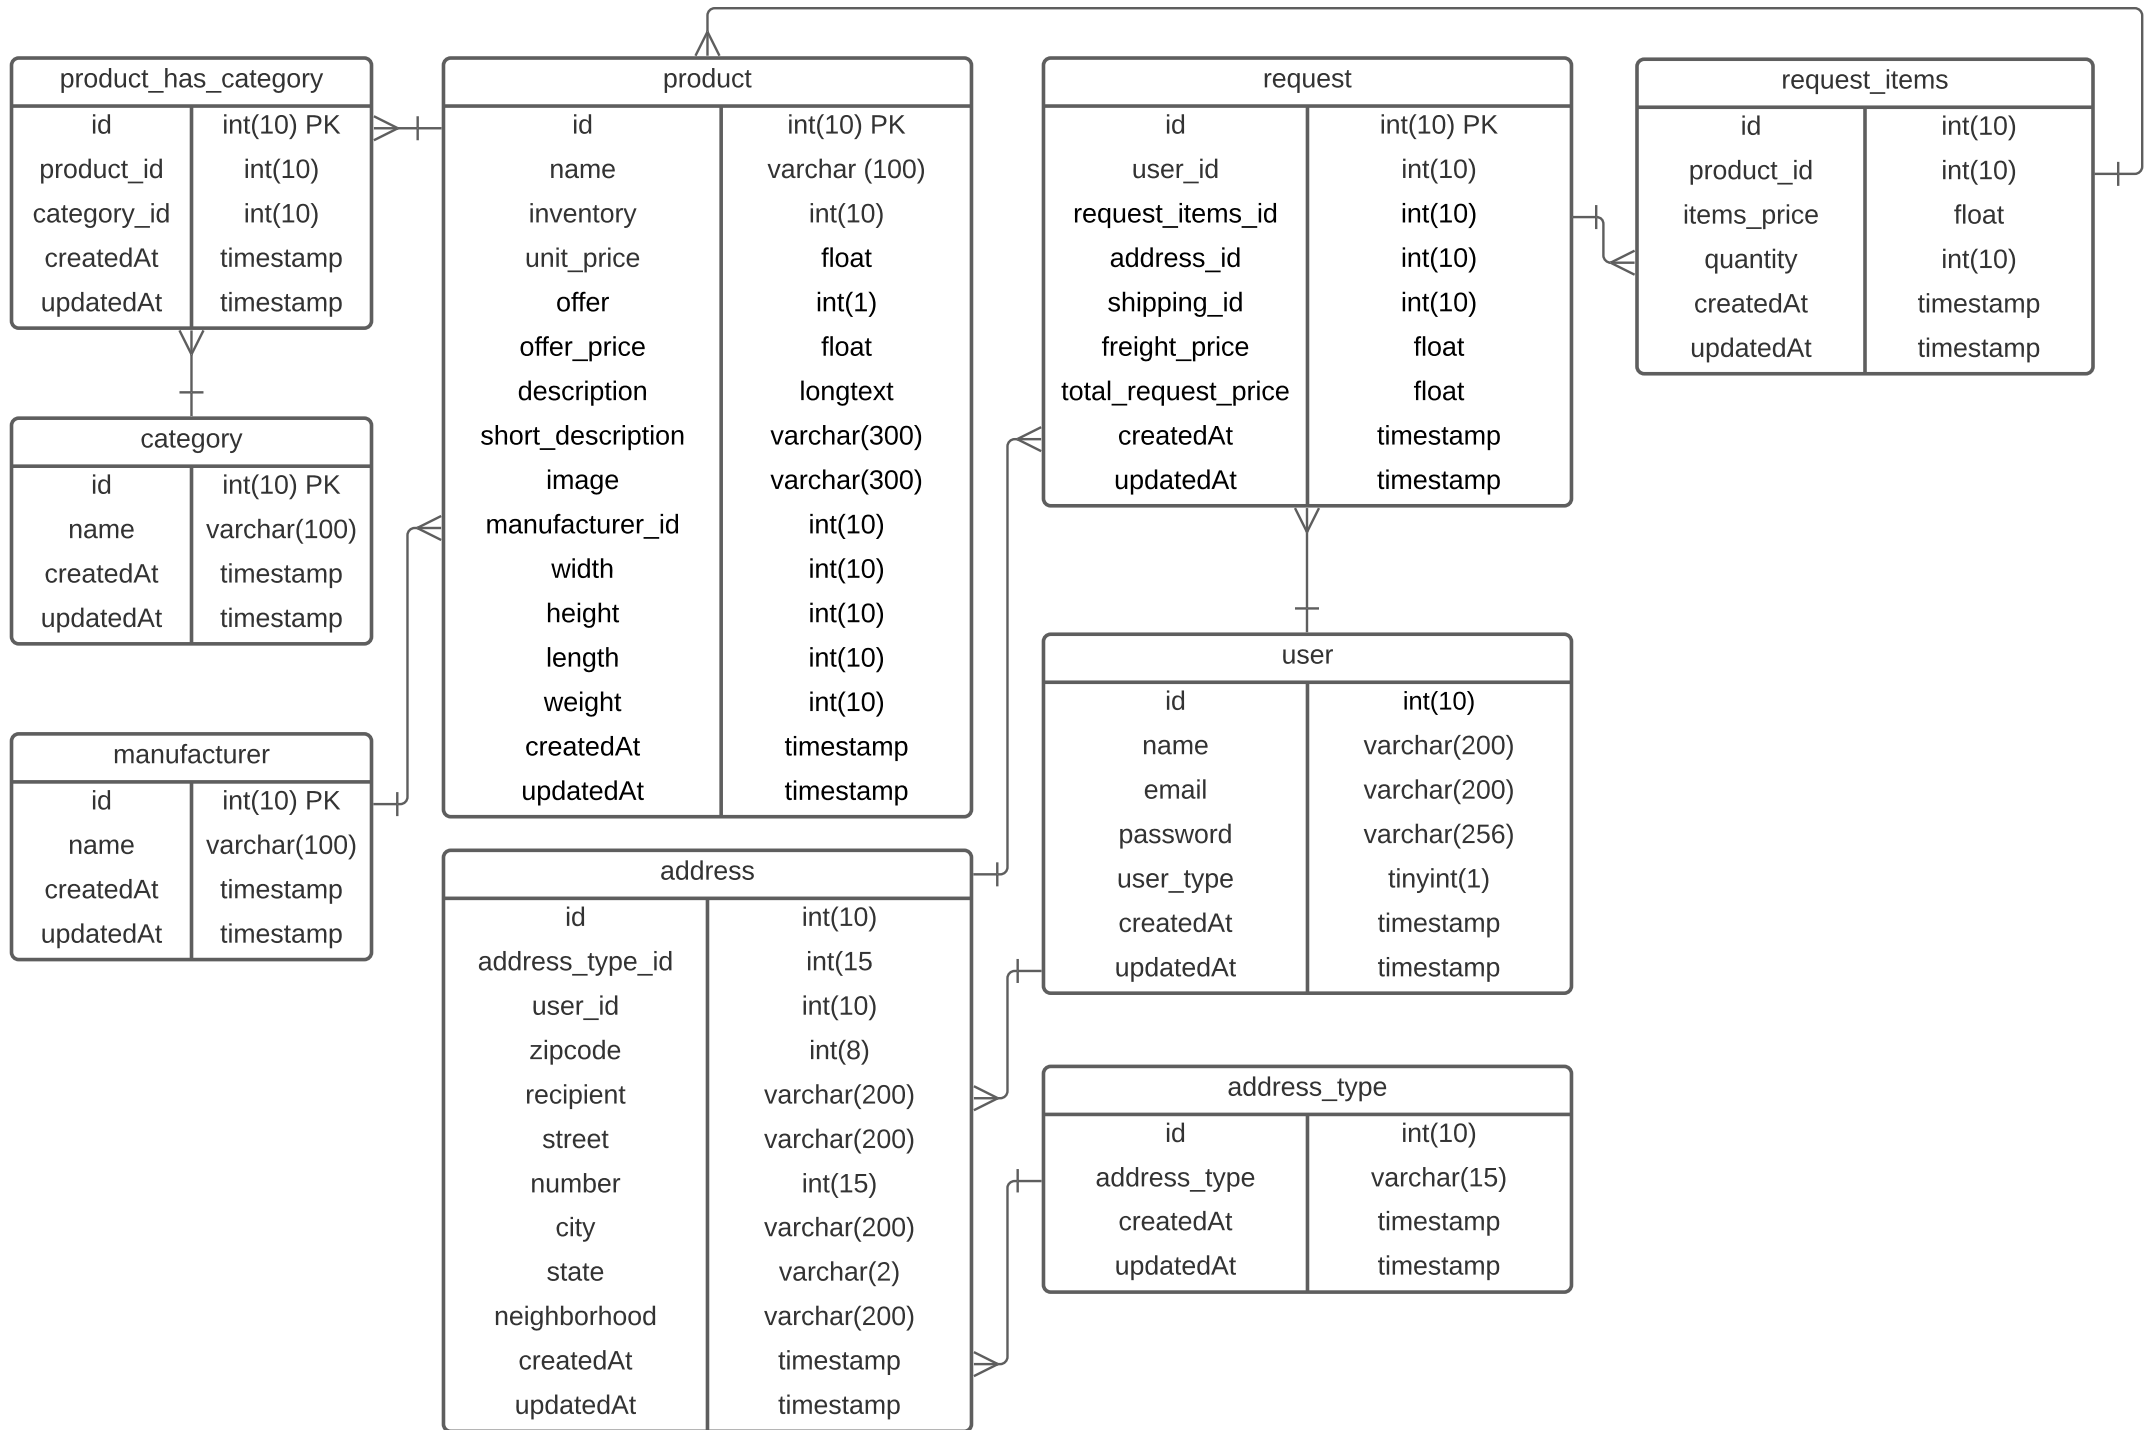 product_has_category
id int(10) PK
product_id int(10)
category_id int(10)
createdAt timestamp
updatedAt timestamp
category
id int(10) PK
name varchar(100)
createdAt timestamp
updatedAt timestamp
manufacturer
id int(10) PK
name varchar(100)
createdAt timestamp
updatedAt timestamp
product
id int(10) PK
name varchar (100)
inventory int(10)
unit_price float
offer int(1)
offer_price float
description longtext
short_description varchar(300)
image varchar(300)
manufacturer_id int(10)
width int(10)
height int(10)
length int(10)
weight int(10)
createdAt timestamp
updatedAt timestamp
address
id int(10)
address_type_id int(15
user_id int(10)
zipcode int(8)
recipient varchar(200)
street varchar(200)
number int(15)
city varchar(200)
state varchar(2)
neighborhood varchar(200)
createdAt timestamp
updatedAt timestamp
request
id int(10) PK
user_id int(10)
request_items_id int(10)
address_id int(10)
shipping_id int(10)
freight_price float
total_request_price float
createdAt timestamp
updatedAt timestamp
user
id int(10)
name varchar(200)
email varchar(200)
password varchar(256)
user_type tinyint(1)
createdAt timestamp
updatedAt timestamp
address_type
id int(10)
address_type varchar(15)
createdAt timestamp
updatedAt timestamp
request_items
id int(10)
product_id int(10)
items_price float
quantity int(10)
createdAt timestamp
updatedAt timestamp